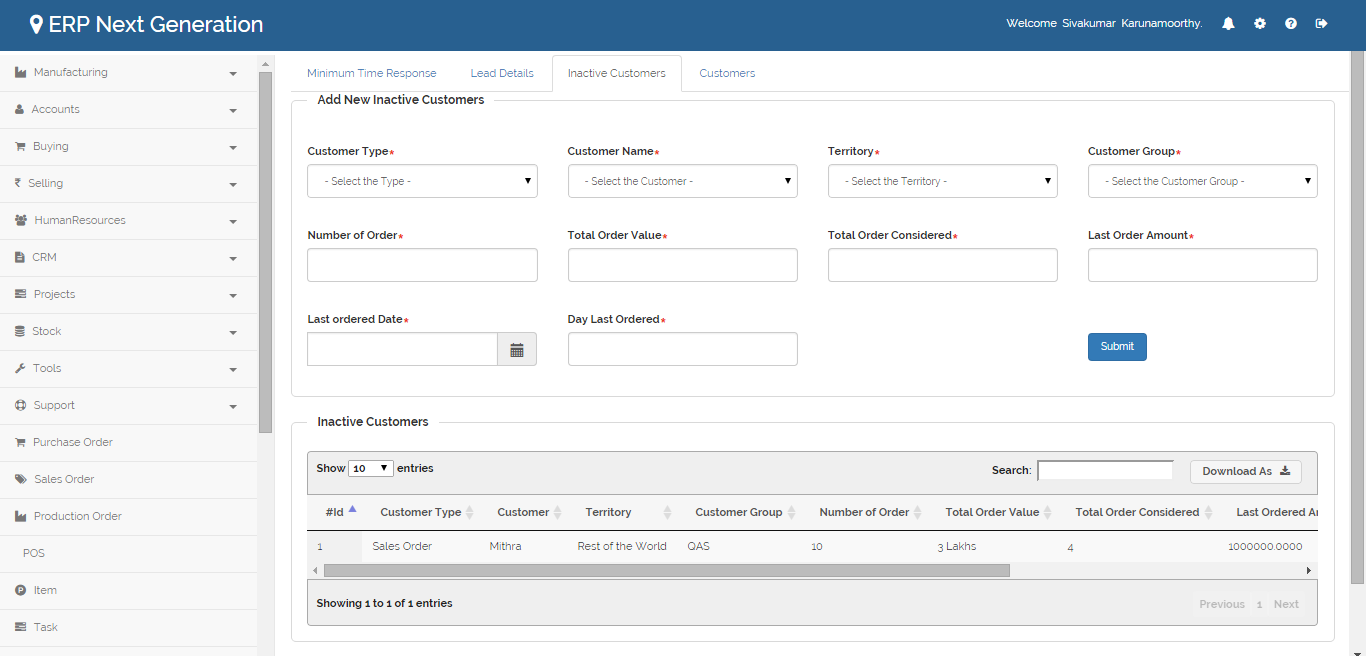 ERP Next Generation
Welcome Sivakumar Karunamoorthy.
Manufacturing
Accounts
Buying
Selling
HumanResources
CRM
Projects
Stock
Tools
Support
Purchase Order
Sales Order
Production Order
POS
Item
Task
Minimum Time Response Lead Details Inactive Customers Customers
Add New Inactive Customers
Customer Type* Customer Name* Territory* Customer Group*
- Select the Type - - Select the Customer - - Select the Territory - - Select the Customer Group -
Number of Order* Total Order Value* Total Order Considered* Last Order Amount*
Last ordered Date* Day Last Ordered*
Submit
Inactive Customers
Show 10 entries Search: Download As
#Id Customer Type Customer Territory Customer Group Number of Order Total Order Value Total Order Considered Last Ordered Ar
1 Sales Order Mithra Rest of the World QAS 10 3 Lakhs 4 1000000.0000
Showing 1 to 1 of 1 entries Previous 1 Next